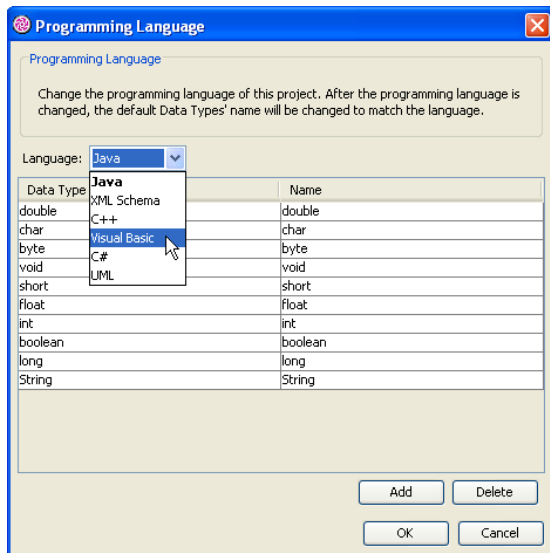 Programming Language
Programming Language
Change the programming language of this project. After the programming language is
changed, the default Data Types' name will be changed to match the language.
Language: Java
Java
XML Schema
C++
Visual Basic
C#
UML
Data Type Name
double double
char char
byte byte
void void
short short
float float
int int
boolean boolean
long long
String String
Add Delete
OK Cancel